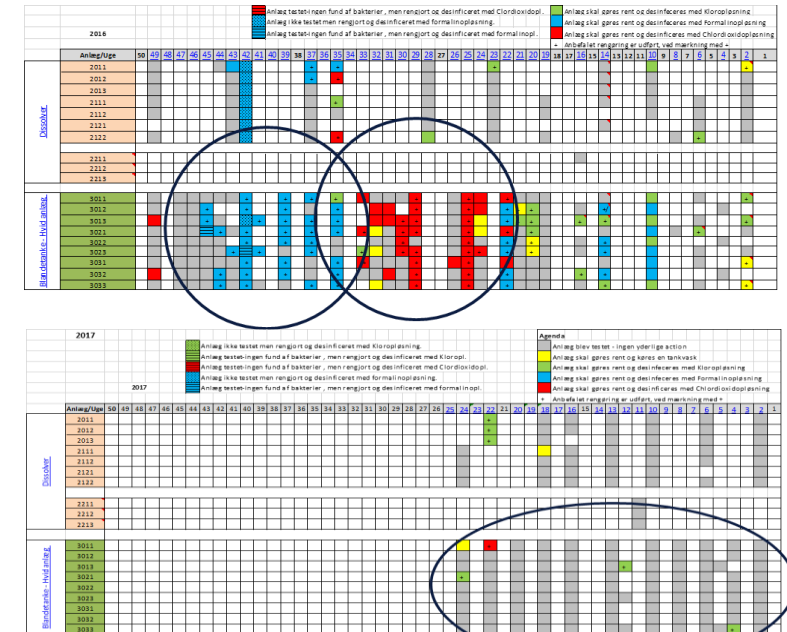 Anlæg testet-ingen fund af bakterier , men rengjort og desinficeret med Clordioxidopl.
Anlæg skal gøres rent og desinfeceres med Kloropløsning
Anlæg ikke testet men rengjort og desinficeret med formalinopløsning.
Anlæg skal gøres rent og desinfeceres med Formalinopløsning
2016
Anlæg testet-ingen fund af bakterier , men rengjort og desinficeret med formalinopl.
Anlæg skal gøres rent og desinfeceres med Chlordioxidopløsning
+ Anbefalet rengøring er udført, ved mærkning med +
Anlæg/Uge 50 49 48 47 46 45 44 43 42 41 40 39 38 37 36 35 34 33 32 31 30 29 28 27 26 25 24 23 22 21 20 19 18 17 16 15 14 13 12 11 10 9 8 7 6 5 4 3 2 1
2011
2012
2013
2111
2112
2121
2122
Dissolver
2211
2212
2213
3011
3012
3013
3021
3022
3023
3031
3032
3033
Blandetanke - Hvid anlæg
2017
Agenda
Anlæg ikke testet men rengjort og desinficeret med Kloropløsning.
Anlæg blev testet - ingen yderlige action
Anlæg testet-ingen fund af bakterier , men rengjort og desinficeret med Kloropl.
Anlæg skal gøres rent og køres en tankvask
Anlæg testet-ingen fund af bakterier , men rengjort og desinficeret med Clordioxidopl.
Anlæg skal gøres rent og desinfeceres med Kloropløsning
Anlæg ikke testet men rengjort og desinficeret med formalinopløsning.
Anlæg skal gøres rent og desinfeceres med Formalinopløsning
2017
Anlæg testet-ingen fund af bakterier , men rengjort og desinficeret med formalinopl.
Anlæg skal gøres rent og desinfeceres med Chlordioxidopløsning
+ Anbefalet rengøring er udført, ved mærkning med +
Anlæg/Uge 50 49 48 47 46 45 44 43 42 41 40 39 38 37 36 35 34 33 32 31 30 29 28 27 26 25 24 23 22 21 20 19 18 17 16 15 14 13 12 11 10 9 8 7 6 5 4 3 2 1
2011
2012
2013
2111
2112
2121
2122
Dissolver
2211
2212
2213
3011
3012
3013
3021
3022
3023
3031
3032
3033
Blandetanke - Hvid anlæg